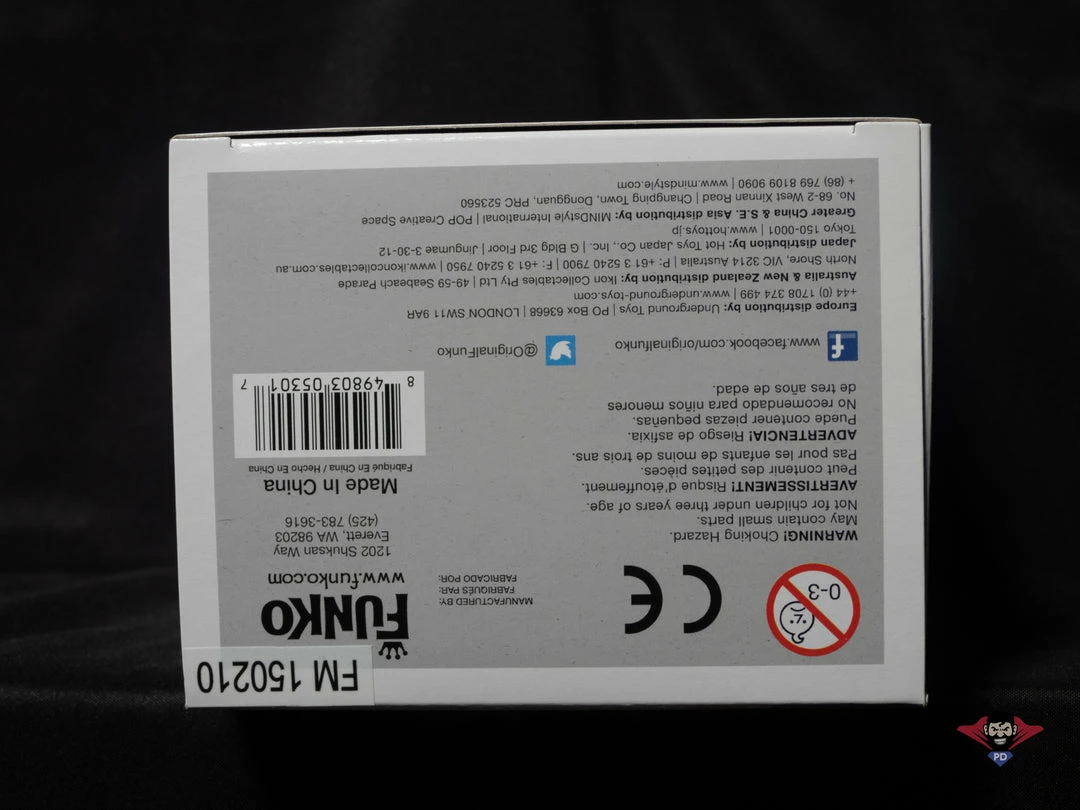 FM 150210
0-3
CE
MANUFACTURED BY:
FABRIQUÉS PAR:
FABRICADO POR:
FUNKO
www.funko.com
1202 Shuksan Way
Everett, WA 98203
(425) 783-3616
WARNING! Choking Hazard.
May contain small parts.
Not for children under three years of age.
AVERTISSEMENT! Risque d'étouffement.
Peut contenir des petites pièces.
Pas pour les enfants de moins de trois ans.
ADVERTENCIA! Riesgo de asfixia.
Puede contener piezas pequeñas.
No recomendado para niños menores
de tres años de edad.
Made In China
Fabriqué En China / Hecho En China
8 49803 05301 7
f www.facebook.com/originalfunko
@OriginalFunko
Europe distribution by: Underground Toys | PO Box 63668 | LONDON SW11 9AR
+44 (0) 1708 374 499 | www.underground-toys.com
Australia & New Zealand distribution by: Ikon Collectables Pty Ltd | 49-59 Seabeach Parade
North Shore, VIC 3214 Australia | P: +61 3 5240 7900 | F: +61 3 5240 7950 | www.ikoncollectables.com.au
Japan distribution by: Hot Toys Japan Co., Inc. | G Bldg 3rd Floor | Jingumae 3-30-12
Tokyo 150-0001 | www.hottoys.jp
Greater China & S.E. Asia distribution by: MINDstyle International | POP Creative Space
No. 68-2 Xinnan Road | Changping Town, Dongguan, PRC 523560
+ (86) 769 8109 9090 | www.mindstyle.com
PD